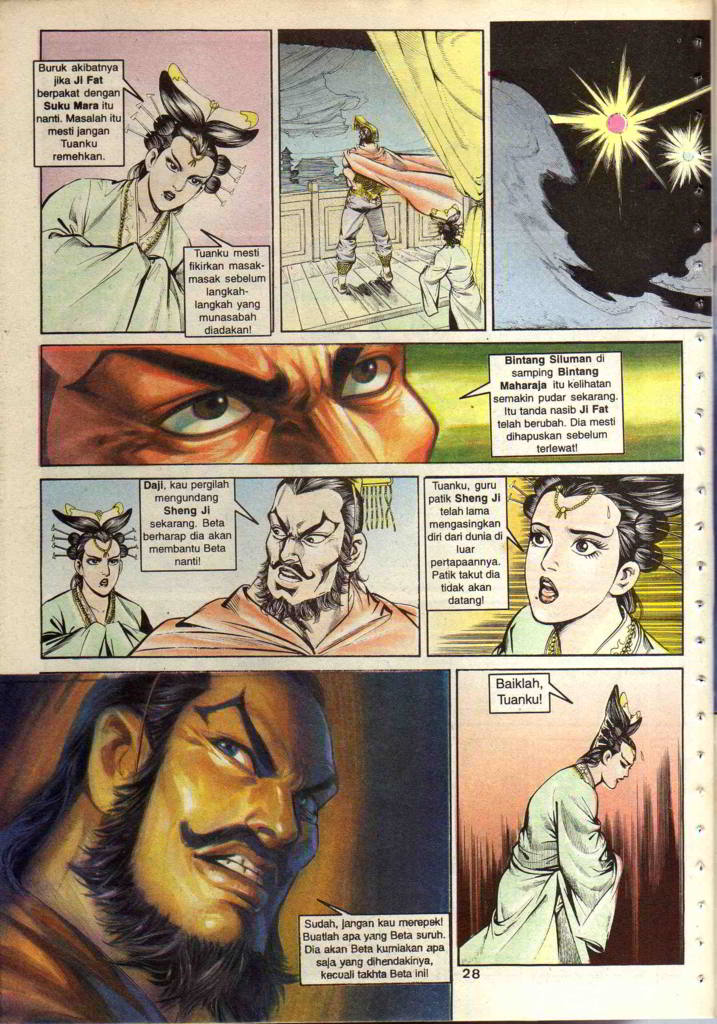 Buruk akibatnya
jika Ji Fat
berpakat dengan
Suku Mara itu
nanti. Masalah itu
mesti jangan
Tuanku
remehkan.
Tuanku mesti
fikirkan masak-
masak sebelum
langkah-
langkah yang
munasabah
diadakan!
Bintang Siluman di
samping Bintang
Maharaja itu kelihatan
semakin pudar sekarang.
Itu tanda nasib Ji Fat
telah berubah. Dia mesti
dihapuskan sebelum
terlewat!
Daji, kau pergilah
mengundang
Sheng Ji
sekarang. Beta
berharap dia akan
membantu Beta
nanti!
Tuanku, guru
patik Sheng Ji
telah lama
mengasingkan
diri dari dunia di
luar
pertapaannya.
Patik takut dia
tidak akan
datang!
Sudah, jangan kau merepek!
Buatlah apa yang Beta suruh.
Dia akan Beta kurniakan apa
saja yang dihendakinya,
kecuali takhta Beta ini!
Baiklah,
Tuanku!
28